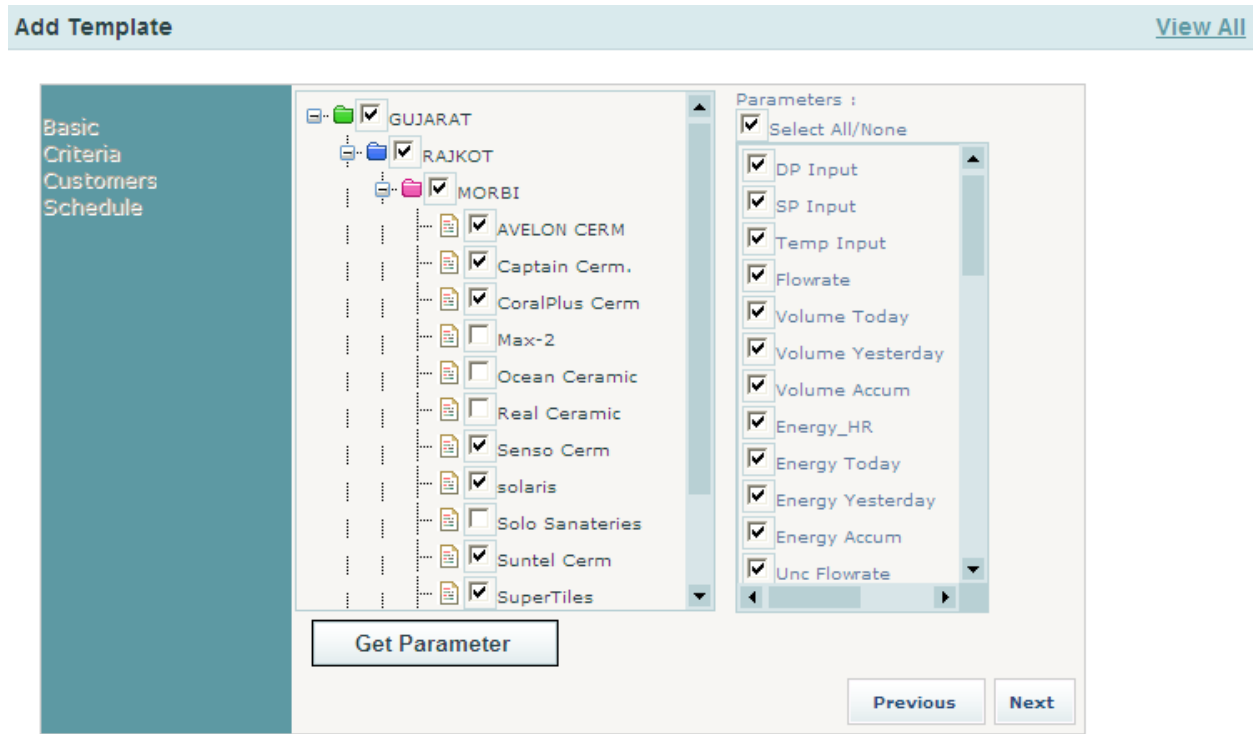 Add Template
View All
Basic
Criteria
Customers
Schedule
GUJARAT
RAJKOT
MORBI
AVELON CERM
Captain Cerm.
CoralPlus Cerm
Max-2
Ocean Ceramic
Real Ceramic
Senso Cerm
solaris
Solo Sanateries
Suntel Cerm
SuperTiles
Get Parameter
Parameters :
Select All/None
DP Input
SP Input
Temp Input
Flowrate
Volume Today
Volume Yesterday
Volume Accum
Energy_HR
Energy Today
Energy Yesterday
Energy Accum
Unc Flowrate
Previous
Next